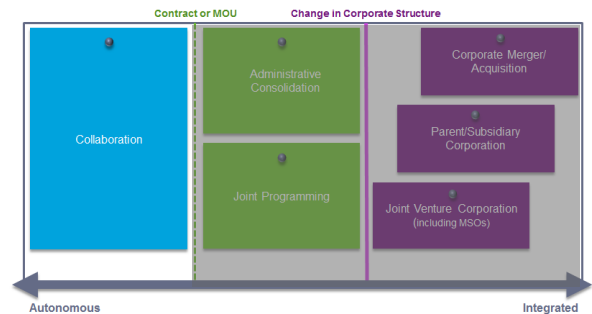 Contract or MOU
Change in Corporate Structure
Collaboration
Administrative
Consolidation
Joint Programming
Corporate Merger/
Acquisition
Parent/Subsidiary
Corporation
Joint Venture Corporation
(including MSOs)
Autonomous
Integrated